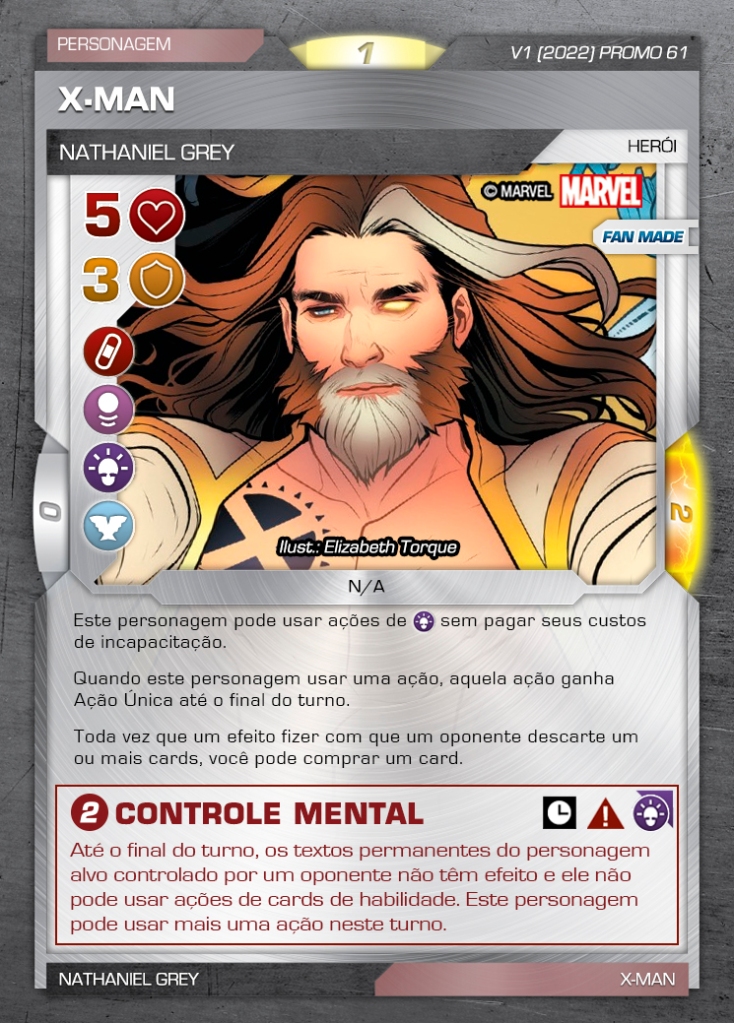 PERSONAGEM
1
V1 (2022) PROMO 61
X-MAN
NATHANIEL GREY
HERÓI
© MARVEL MARVEL
5
FAN MADE
3
0
2
Ilust.: Elizabeth Torque
N/A
Este personagem pode usar ações de sem pagar seus custos
de incapacitação.
Quando este personagem usar uma ação, aquela ação ganha
Ação Única até o final do turno.
Toda vez que um efeito fizer com que um oponente descarte um
ou mais cards, você pode comprar um card.
2 CONTROLE MENTAL
Até o final do turno, os textos permanentes do personagem
alvo controlado por um oponente não têm efeito e ele não
pode usar ações de cards de habilidade. Este personagem
pode usar mais uma ação neste turno.
NATHANIEL GREY
X-MAN